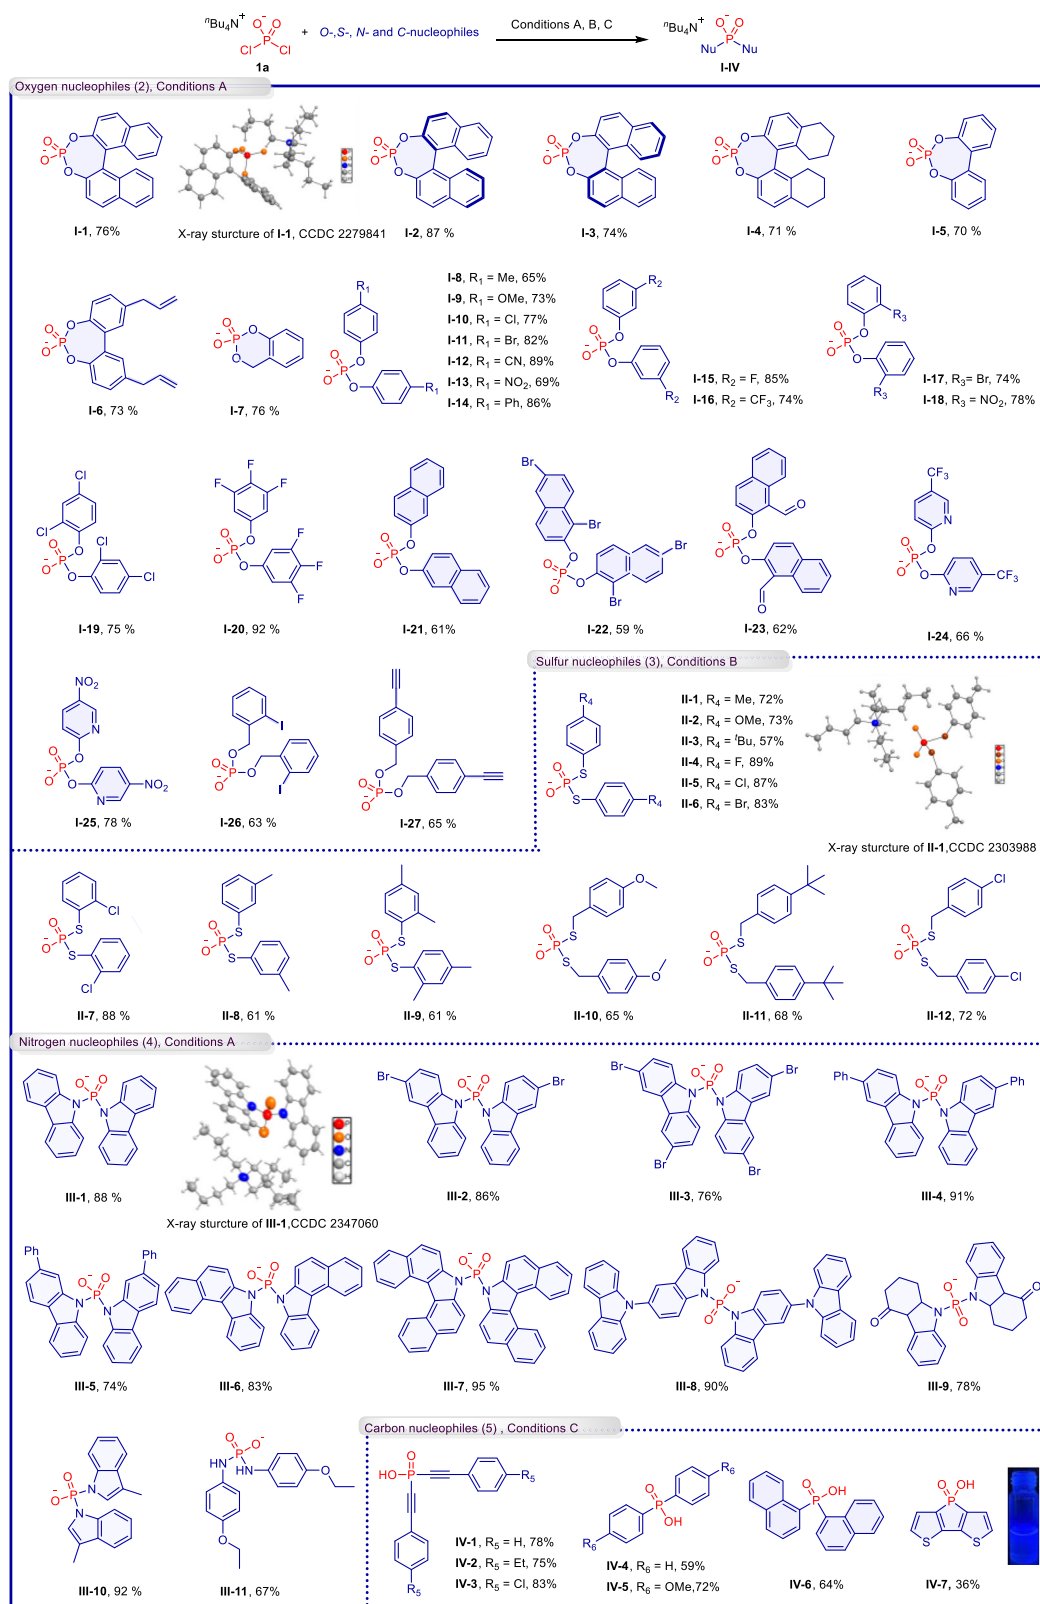 ⁿBu₄N⁺ O⁻ O P Cl Cl + O-,S-, N- and C-nucleophiles Conditions A, B, C ⁿBu₄N⁺ O⁻ O P Nu Nu
1a I-IV
Oxygen nucleophiles (2), Conditions A
I-1, 76%
X-ray sturcture of I-1, CCDC 2279841
I-2, 87 %
I-3, 74%
I-4, 71 %
I-5, 70 %
I-6, 73 %
I-7, 76 %
R₁
R₁
I-8, R₁ = Me, 65%
I-9, R₁ = OMe, 73%
I-10, R₁ = Cl, 77%
I-11, R₁ = Br, 82%
I-12, R₁ = CN, 89%
I-13, R₁ = NO₂, 69%
I-14, R₁ = Ph, 86%
R₂
R₂
I-15, R₂ = F, 85%
I-16, R₂ = CF₃, 74%
R₃
R₃
I-17, R₃= Br, 74%
I-18, R₃ = NO₂, 78%
I-19, 75 %
I-20, 92 %
I-21, 61%
I-22, 59 %
I-23, 62%
I-24, 66 %
I-25, 78 %
I-26, 63 %
I-27, 65 %
Sulfur nucleophiles (3), Conditions B
R₄
R₄
II-1, R₄ = Me, 72%
II-2, R₄ = OMe, 73%
II-3, R₄ = ᵗBu, 57%
II-4, R₄ = F, 89%
II-5, R₄ = Cl, 87%
II-6, R₄ = Br, 83%
X-ray sturcture of II-1,CCDC 2303988
II-7, 88 %
II-8, 61 %
II-9, 61 %
II-10, 65 %
II-11, 68 %
II-12, 72 %
Nitrogen nucleophiles (4), Conditions A
III-1, 88 %
X-ray sturcture of III-1,CCDC 2347060
III-2, 86%
III-3, 76%
III-4, 91%
III-5, 74%
III-6, 83%
III-7, 95 %
III-8, 90%
III-9, 78%
III-10, 92 %
III-11, 67%
Carbon nucleophiles (5) , Conditions C
R₅
R₅
IV-1, R₅ = H, 78%
IV-2, R₅ = Et, 75%
IV-3, R₅ = Cl, 83%
R₆
R₆
IV-4, R₆ = H, 59%
IV-5, R₆ = OMe,72%
IV-6, 64%
IV-7, 36%